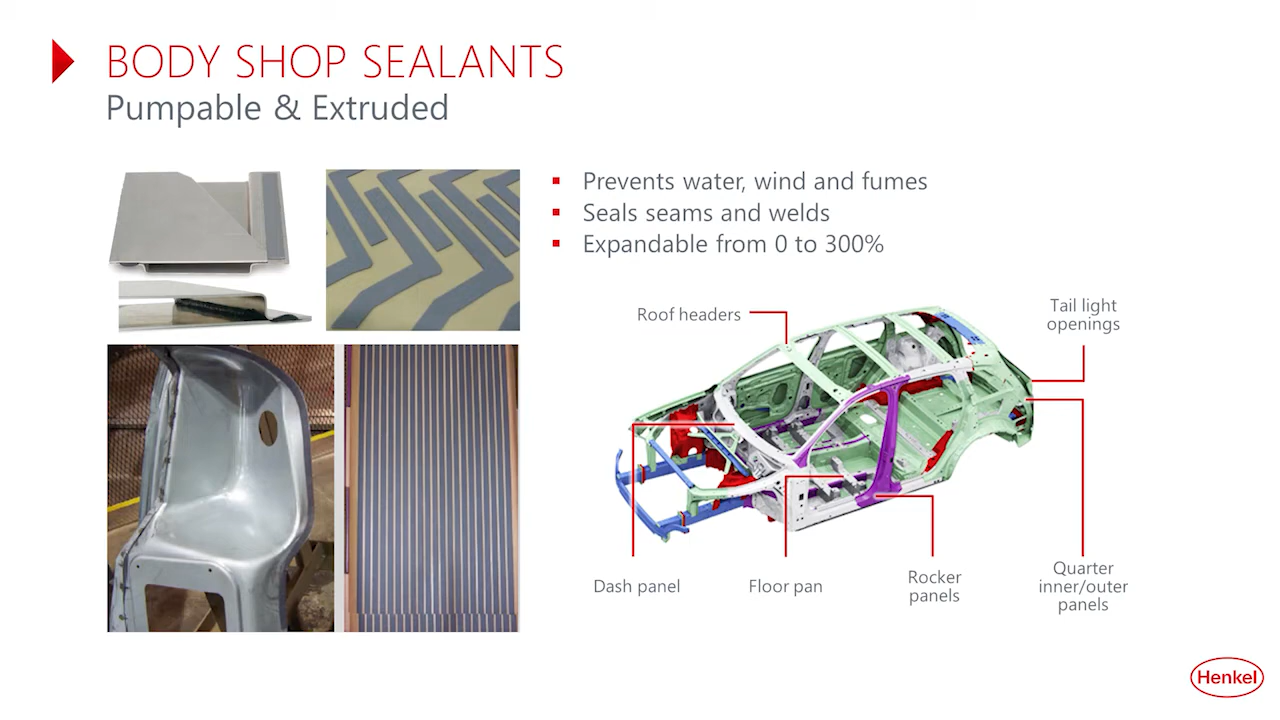 BODY SHOP SEALANTS
Pumpable & Extruded
Prevents water, wind and fumes
Seals seams and welds
Expandable from 0 to 300%
Roof headers
Tail light
openings
Dash panel
Floor pan
Rocker
panels
Quarter
inner/outer
panels
Henkel